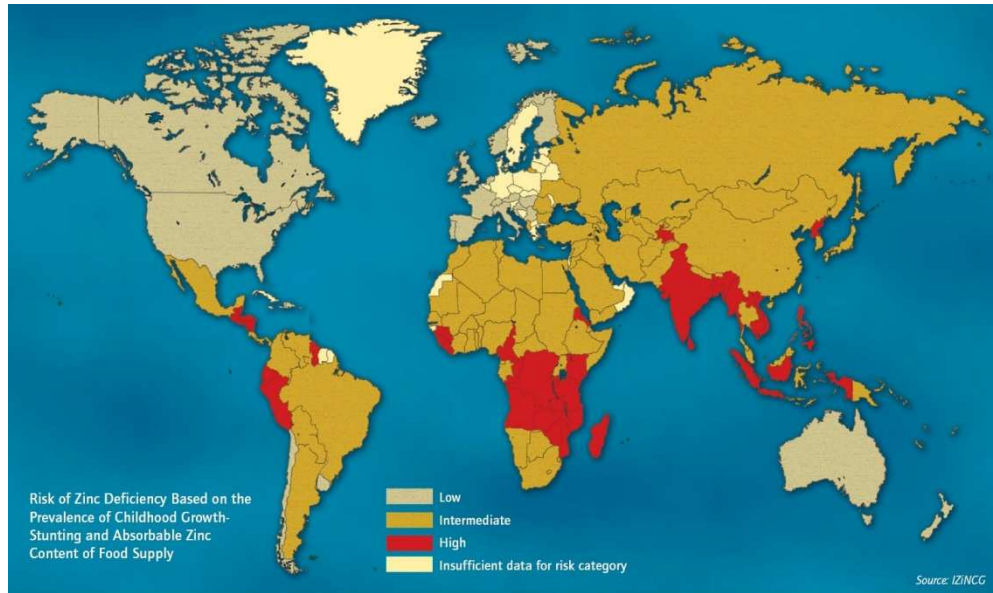 Risk of Zinc Deficiency Based on the
Prevalence of Childhood Growth-
Stunting and Absorbable Zinc
Content of Food Supply
Low
Intermediate
High
Insufficient data for risk category
Source: IZiNCG